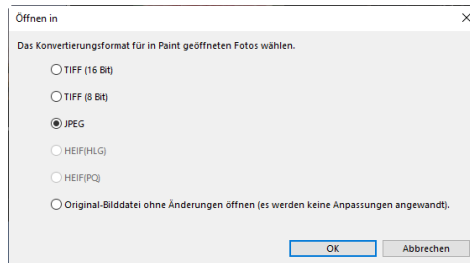 Öffnen in
Das Konvertierungsformat für in Paint geöffneten Fotos wählen.
TIFF (16 Bit)
TIFF (8 Bit)
JPEG
HEIF(HLG)
HEIF(PQ)
Original-Bilddatei ohne Änderungen öffnen (es werden keine Anpassungen angewandt).
OK Abbrechen